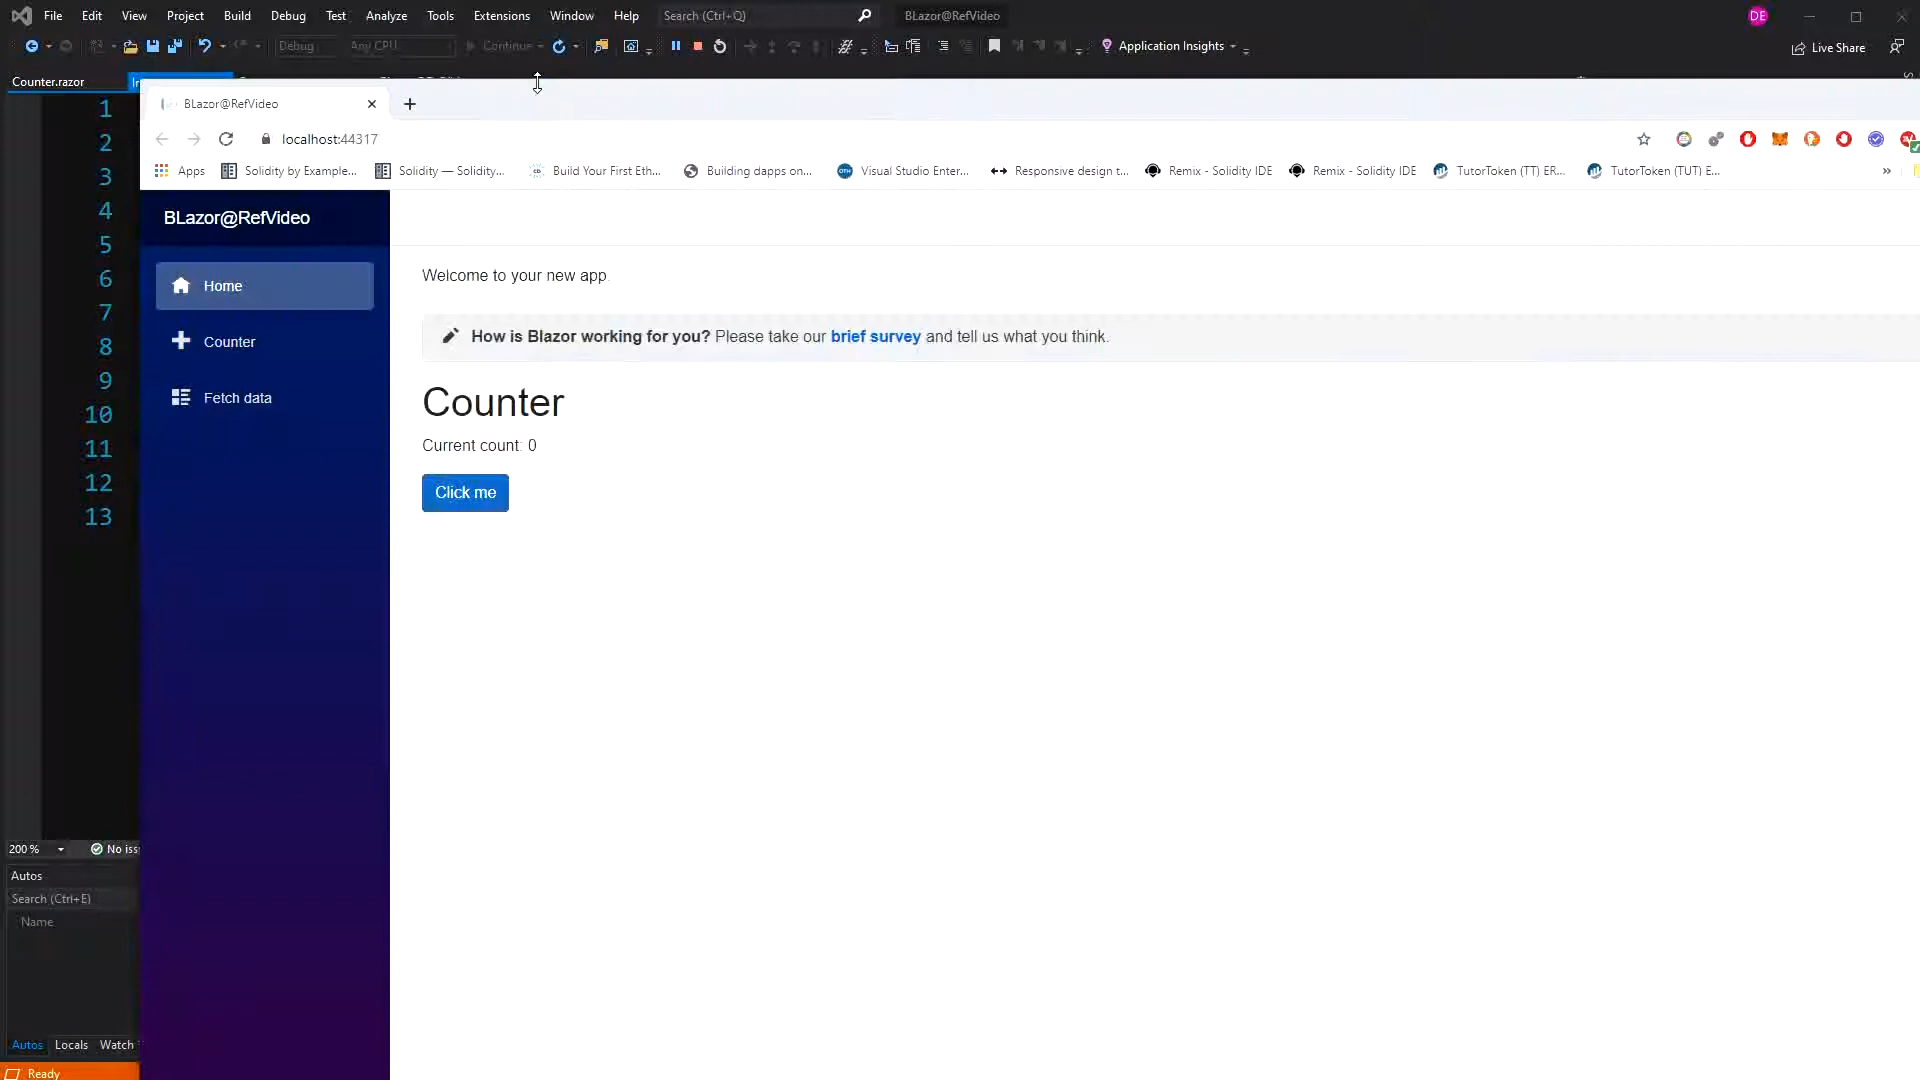 File Edit View Project Build Debug Test Analyze Tools Extensions Window Help Search (Ctrl+Q) BLazor@RefVideo DE
Debug Any CPU Continue Application Insights Live Share
Counter.razor
BLazor@RefVideo
localhost:44317
Apps Solidity by Example... Solidity — Solidity... Build Your First Eth... Building dapps on... Visual Studio Enter... Responsive design t... Remix - Solidity IDE Remix - Solidity IDE TutorToken (TT) ER... TutorToken (TUT) E... »
BLazor@RefVideo
Home
Counter
Fetch data
Welcome to your new app.
How is Blazor working for you? Please take our brief survey and tell us what you think.
Counter
Current count: 0
Click me
1
2
3
4
5
6
7
8
9
10
11
12
13
200 % No iss
Autos
Search (Ctrl+E)
Name
Autos Locals Watch
Ready